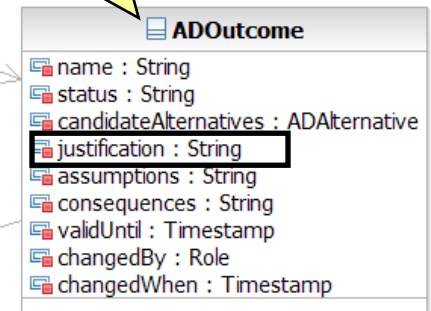 ADOutcome
name : String
status : String
candidateAlternatives : ADAlternative
justification : String
assumptions : String
consequences : String
validUntil : Timestamp
changedBy : Role
changedWhen : Timestamp